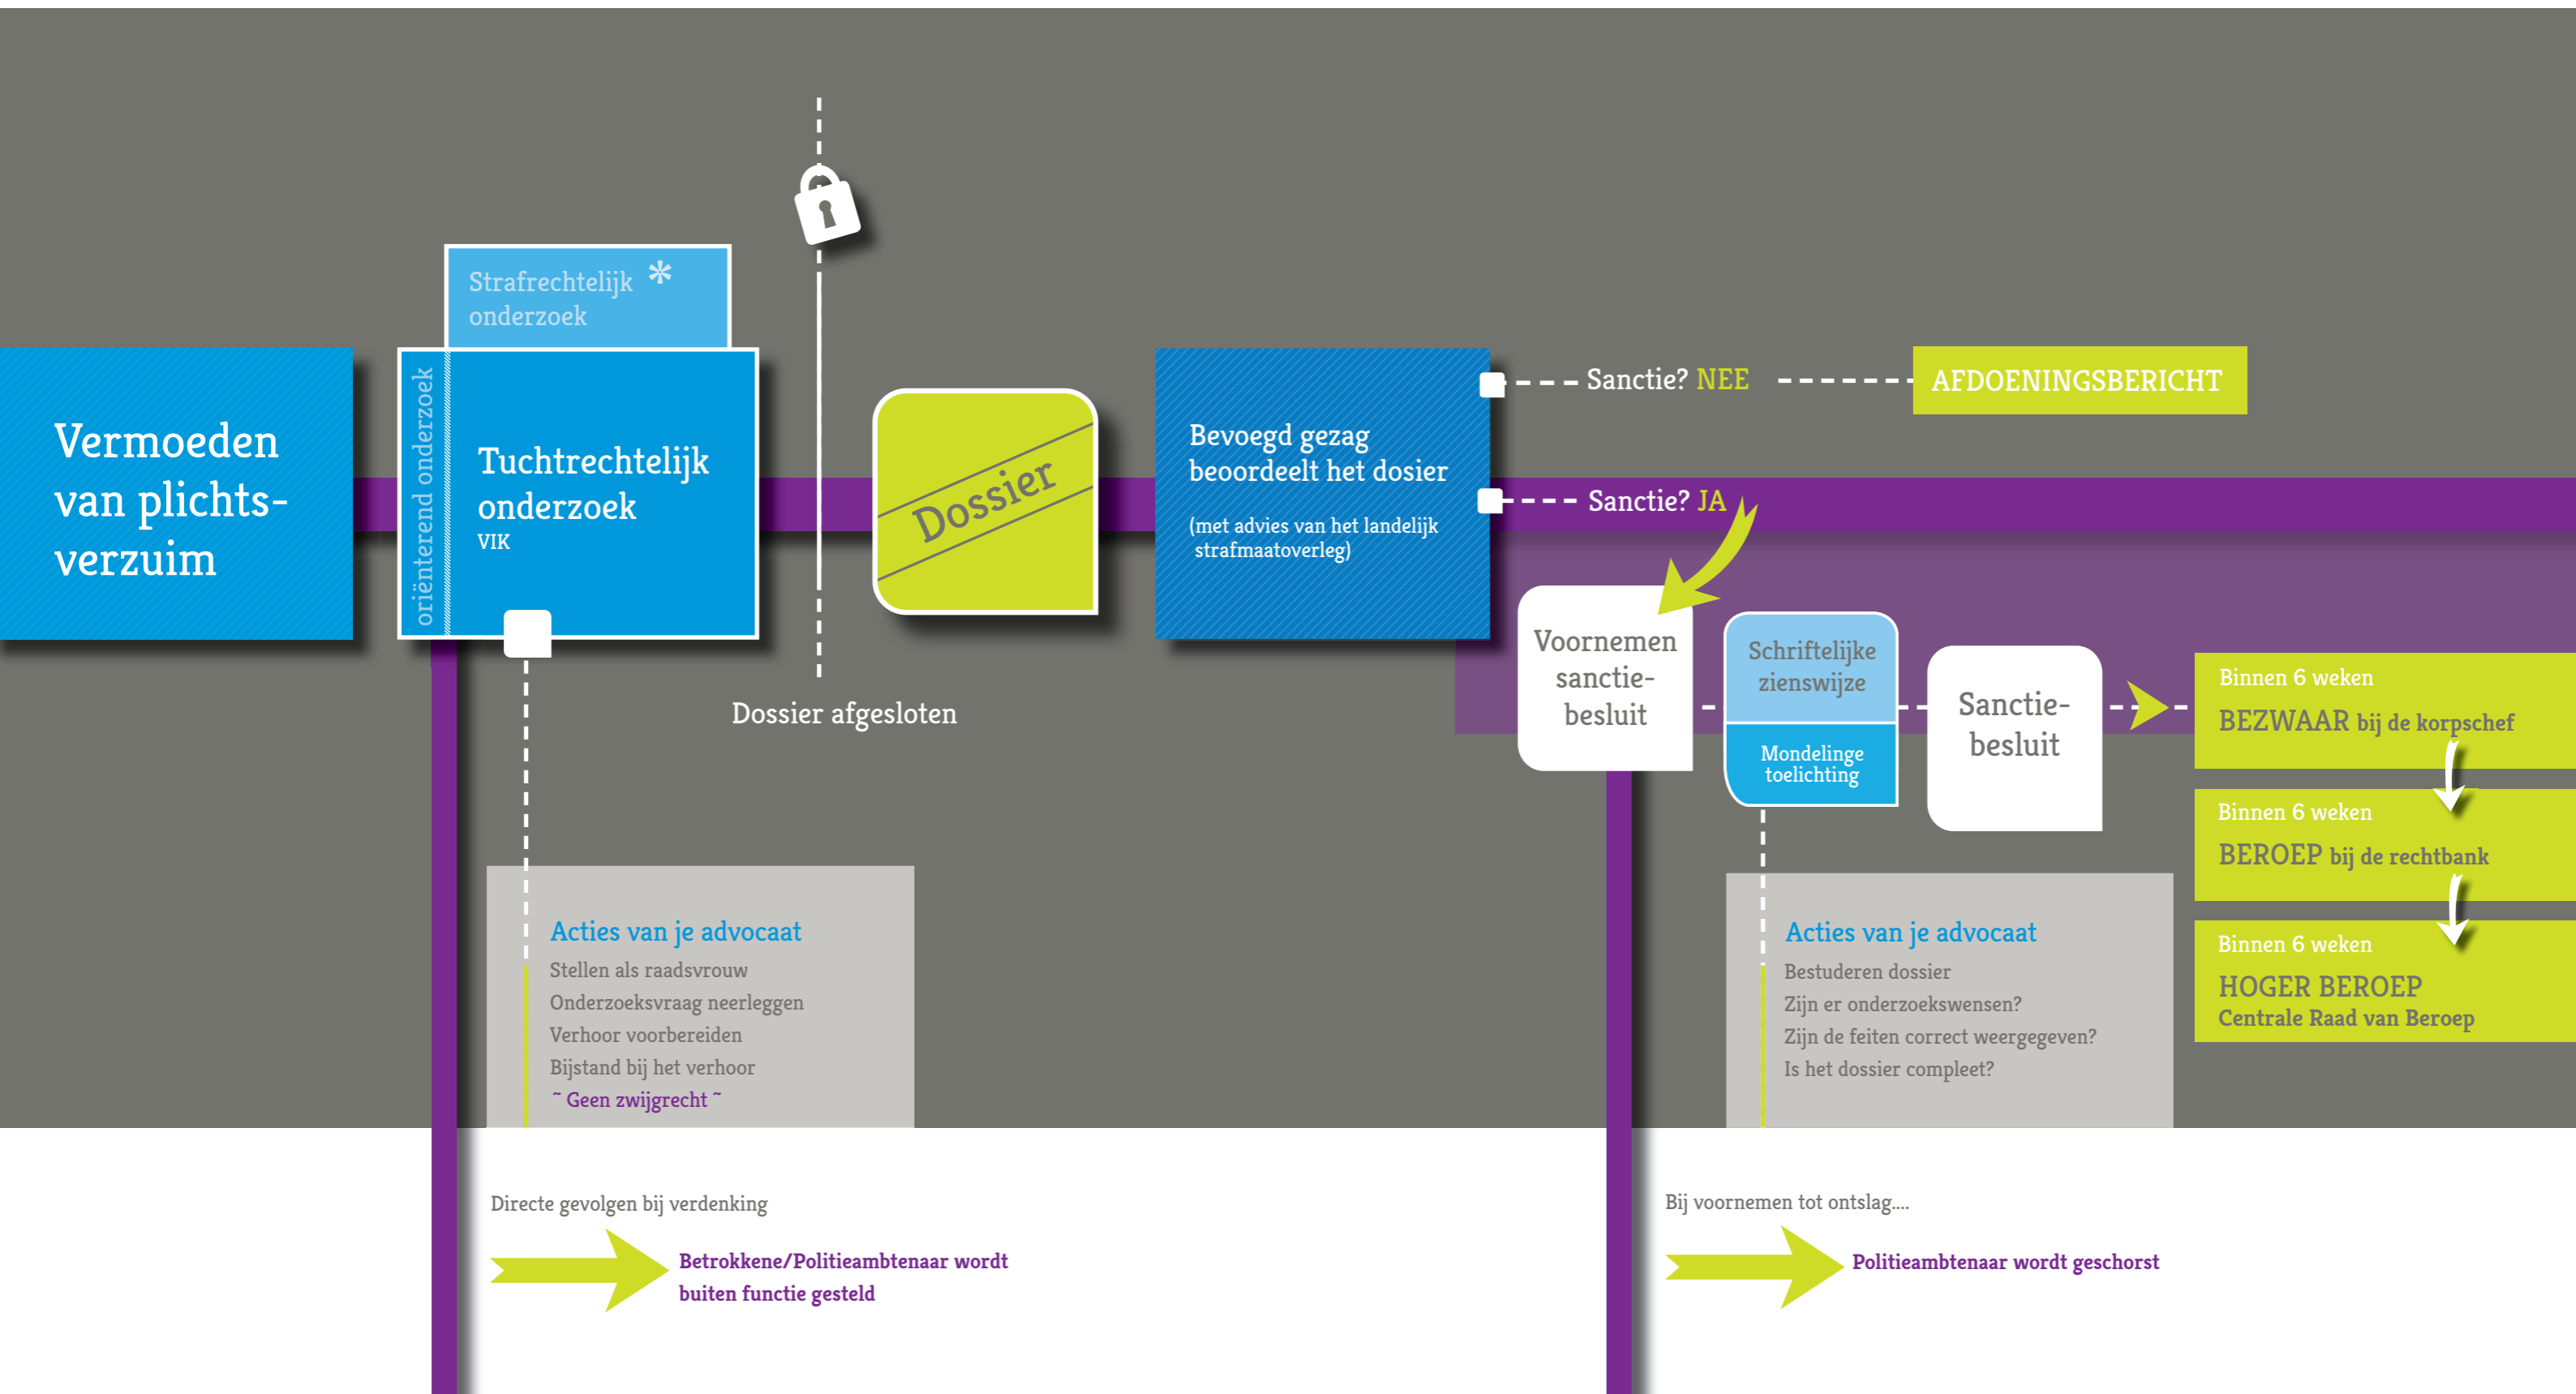 Vermoeden
van plichts-
verzuim
Strafrechtelijk *
onderzoek
oriënterend onderzoek
Tuchtrechtelijk
onderzoek
VIK
Dossier afgesloten
Dossier
Bevoegd gezag
beoordeelt het dosier
(met advies van het landelijk
strafmaatoverleg)
Sanctie? NEE
AFDOENINGSBERICHT
Sanctie? JA
Voornemen
sanctie-
besluit
Schriftelijke
zienswijze
Mondelinge
toelichting
Sanctie-
besluit
Binnen 6 weken
BEZWAAR bij de korpschef
Binnen 6 weken
BEROEP bij de rechtbank
Binnen 6 weken
HOGER BEROEP
Centrale Raad van Beroep
Acties van je advocaat
Stellen als raadsvrouw
Onderzoeksvraag neerleggen
Verhoor voorbereiden
Bijstand bij het verhoor
~ Geen zwijgrecht ~
Acties van je advocaat
Bestuderen dossier
Zijn er onderzoekswensen?
Zijn de feiten correct weergegeven?
Is het dossier compleet?
Directe gevolgen bij verdenking
Betrokkene/Politieambtenaar wordt
buiten functie gesteld
Bij voornemen tot ontslag....
Politieambtenaar wordt geschorst